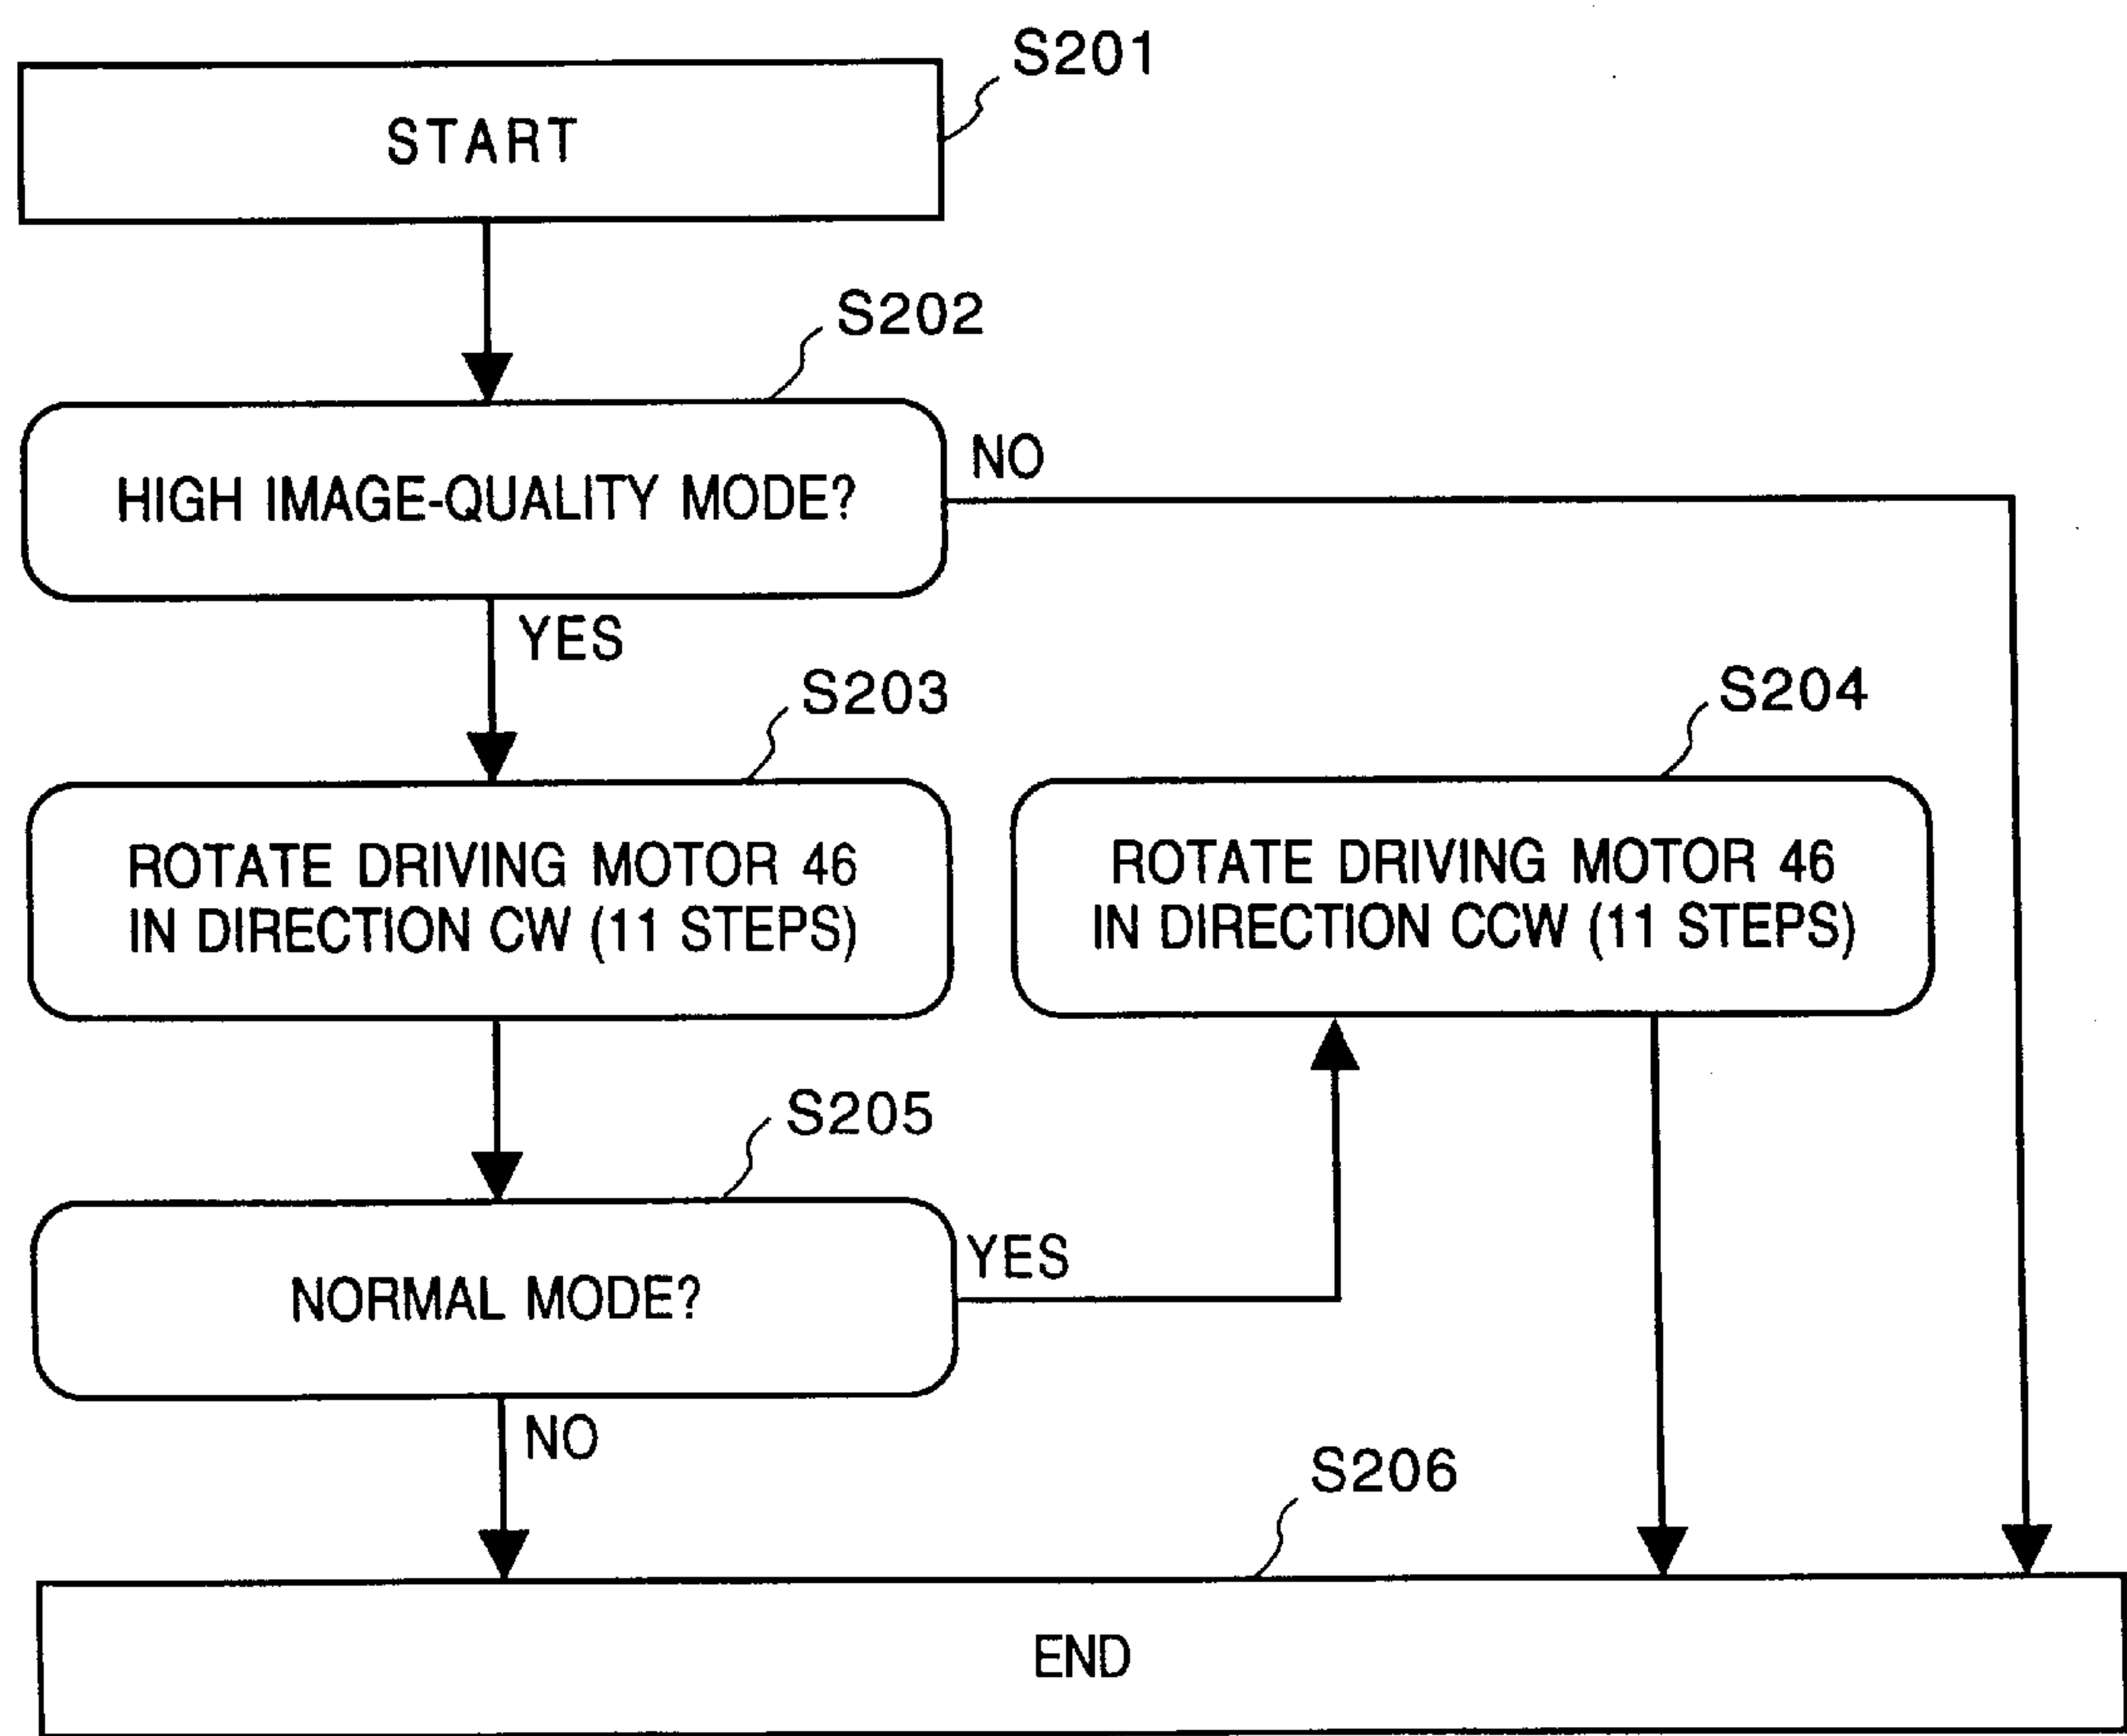 S201
START
S202
HIGH IMAGE-QUALITY MODE?
NO
YES
S203
ROTATE DRIVING MOTOR 46
IN DIRECTION CW (11 STEPS)
S204
ROTATE DRIVING MOTOR 46
IN DIRECTION CCW (11 STEPS)
S205
NORMAL MODE?
YES
NO
S206
END